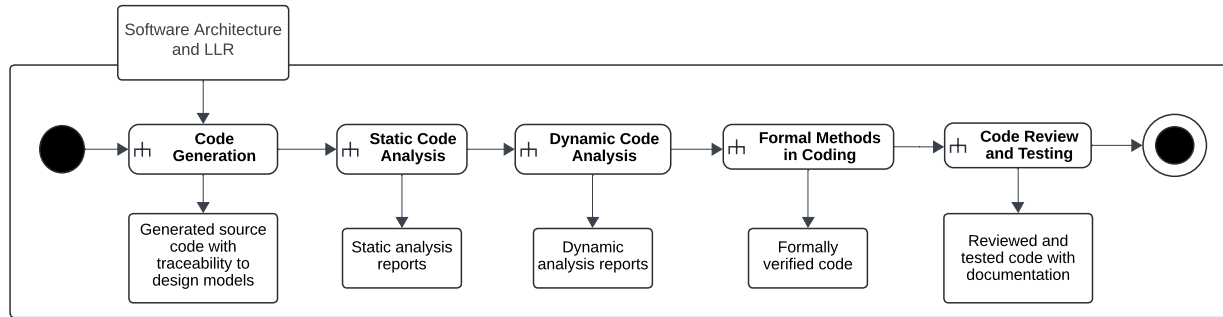 Software Architecture
and LLR
Code
Generation
Static Code
Analysis
Dynamic Code
Analysis
Formal Methods
in Coding
Code Review
and Testing
Generated source
code with
traceability to
design models
Static analysis
reports
Dynamic
analysis reports
Formally
verified code
Reviewed and
tested code with
documentation